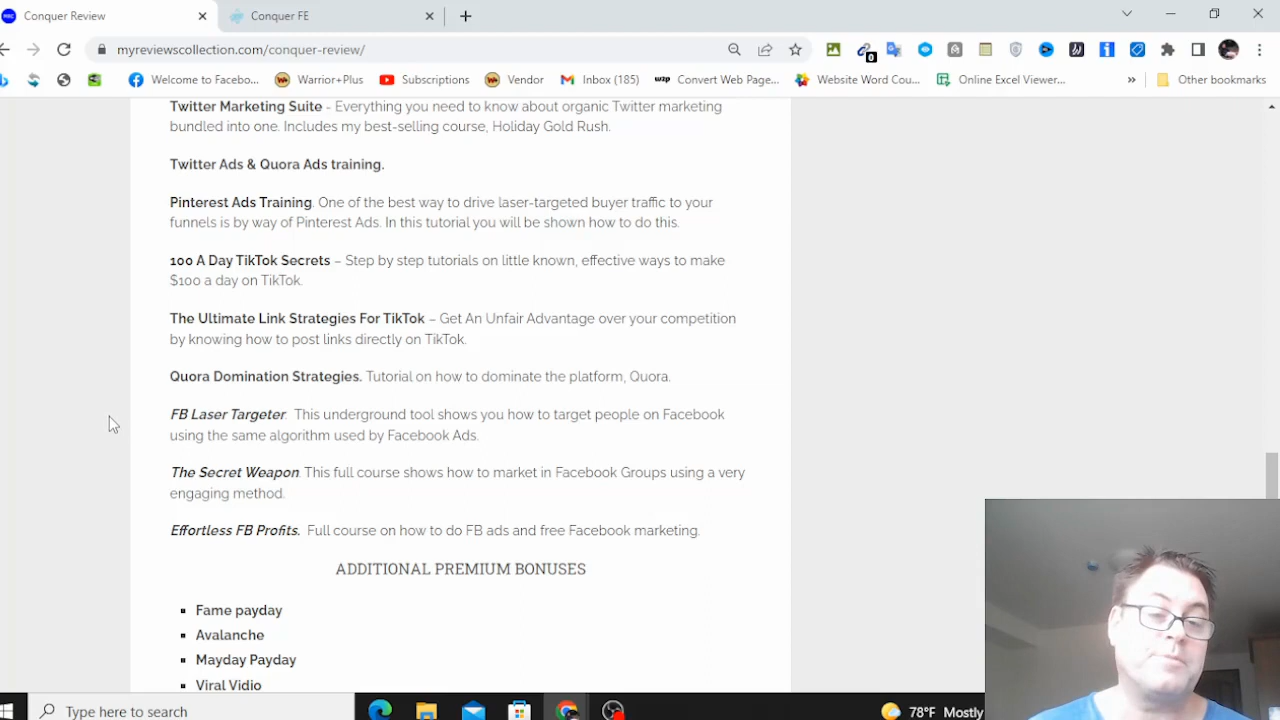 Conquer Review
Conquer FE
myreviewscollection.com/conquer-review/
0
Welcome to Facebo...
Warrior+Plus
Subscriptions
Vendor
Inbox (185)
Convert Web Page...
Website Word Cou...
Online Excel Viewer...
Other bookmarks
Twitter Marketing Suite - Everything you need to know about organic Twitter marketing
bundled into one. Includes my best-selling course, Holiday Gold Rush.
Twitter Ads & Quora Ads training.
Pinterest Ads Training. One of the best way to drive laser-targeted buyer traffic to your
funnels is by way of Pinterest Ads. In this tutorial you will be shown how to do this.
100 A Day TikTok Secrets – Step by step tutorials on little known, effective ways to make
$100 a day on TikTok.
The Ultimate Link Strategies For TikTok – Get An Unfair Advantage over your competition
by knowing how to post links directly on TikTok.
Quora Domination Strategies. Tutorial on how to dominate the platform, Quora.
FB Laser Targeter. This underground tool shows you how to target people on Facebook
using the same algorithm used by Facebook Ads.
The Secret Weapon. This full course shows how to market in Facebook Groups using a very
engaging method.
Effortless FB Profits. Full course on how to do FB ads and free Facebook marketing.
ADDITIONAL PREMIUM BONUSES
Fame payday
Avalanche
Mayday Payday
Viral Vidio
Type here to search
78°F Mostly